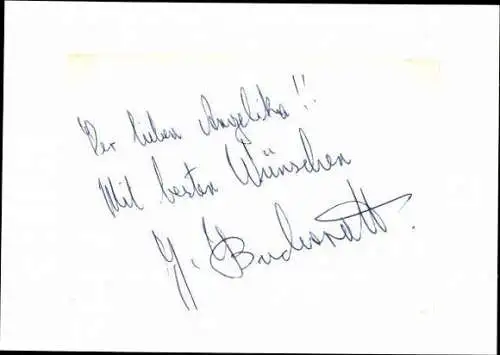 Der lieben Angelika!!
Mit besten Wünschen